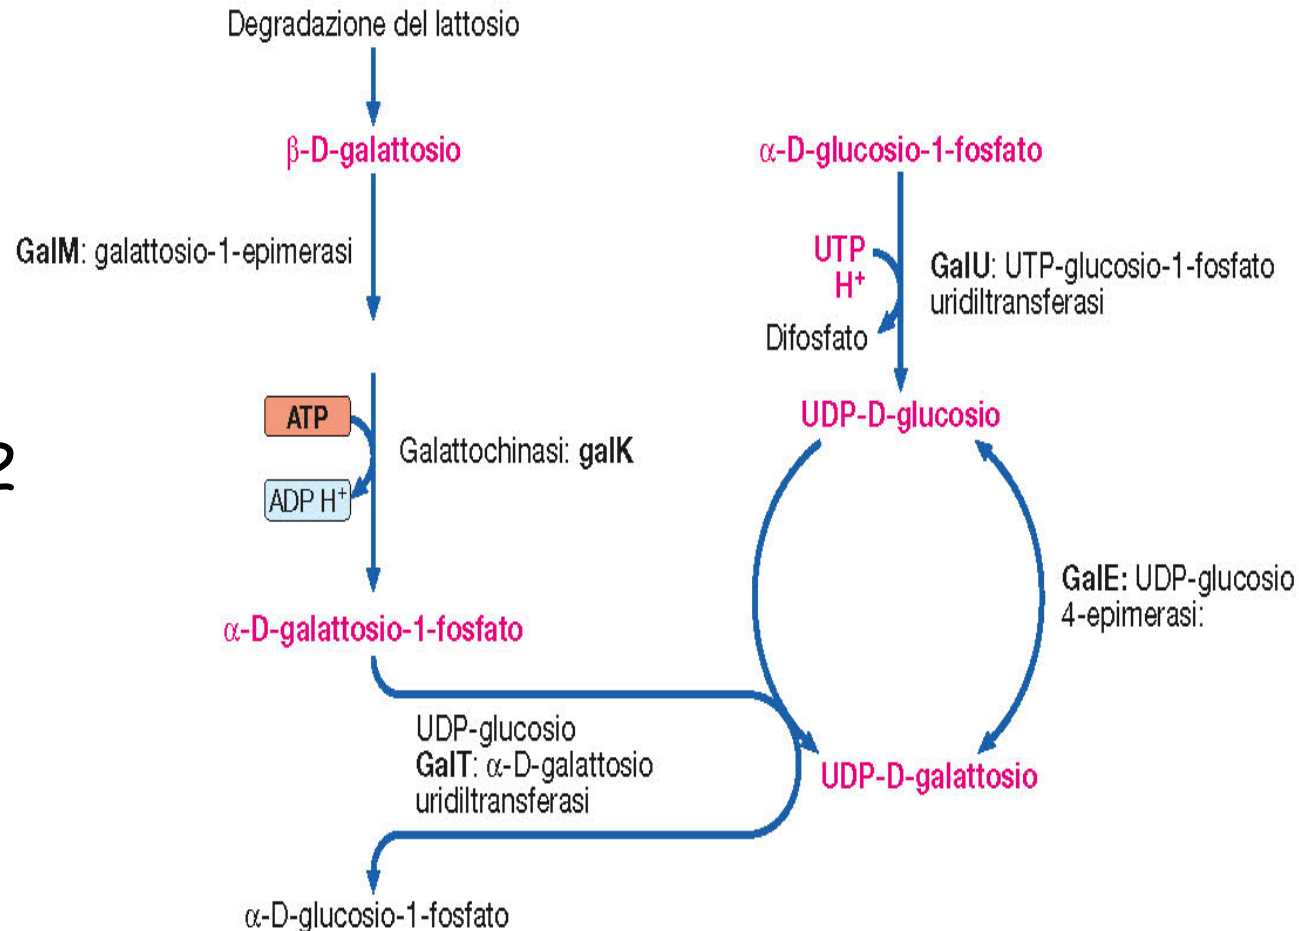 Degradazione del lattosio
β-D-galattosio
GalM: galattosio-1-epimerasi
ATP
ADP H⁺
Galattochinasi: galK
α-D-galattosio-1-fosfato
UDP-glucosio
GalT: α-D-galattosio
uridiltransferasi
α-D-glucosio-1-fosfato
α-D-glucosio-1-fosfato
UTP
H⁺
Difosfato
GalU: UTP-glucosio-1-fosfato
uridiltransferasi
UDP-D-glucosio
GalE: UDP-glucosio
4-epimerasi:
UDP-D-galattosio